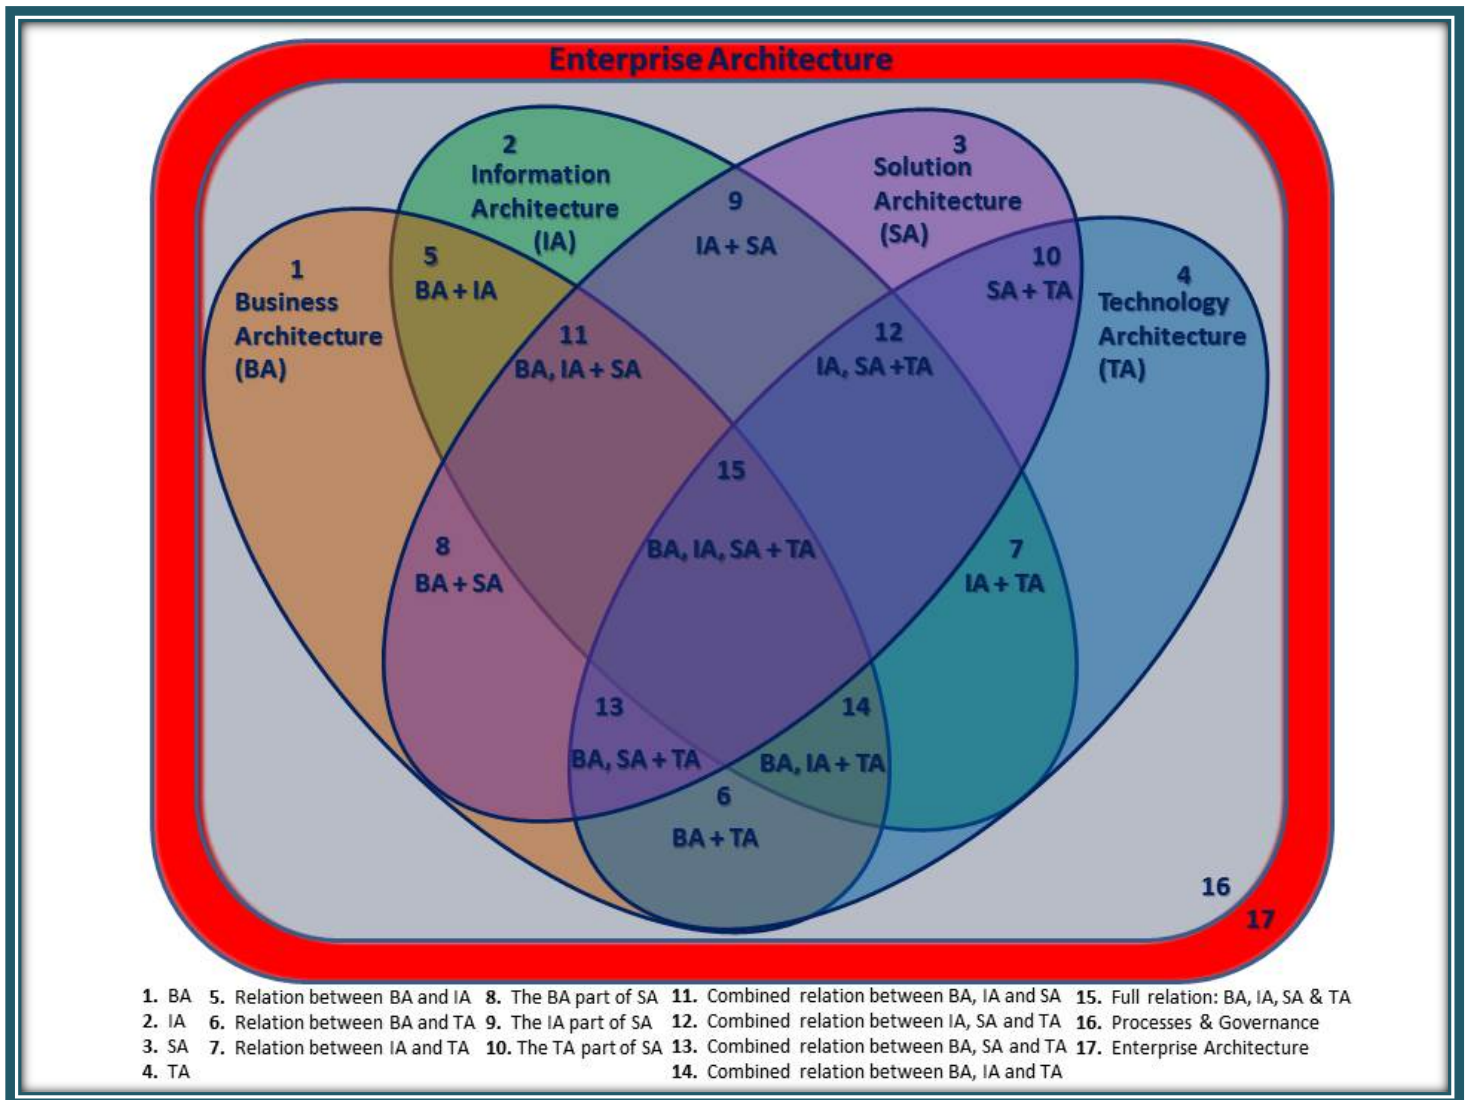 Enterprise Architecture
2
Information
Architecture
(IA)
3
Solution
Architecture
(SA)
9
IA + SA
1
Business
Architecture
(BA)
5
BA + IA
10
SA + TA
4
Technology
Architecture
(TA)
11
BA, IA + SA
12
IA, SA +TA
15
BA, IA, SA + TA
8
BA + SA
7
IA + TA
13
BA, SA + TA
14
BA, IA + TA
6
BA + TA
16
17
1. BA 5. Relation between BA and IA 8. The BA part of SA 11. Combined relation between BA, IA and SA 15. Full relation: BA, IA, SA & TA
2. IA 6. Relation between BA and TA 9. The IA part of SA 12. Combined relation between IA, SA and TA 16. Processes & Governance
3. SA 7. Relation between IA and TA 10. The TA part of SA 13. Combined relation between BA, SA and TA 17. Enterprise Architecture
4. TA 14. Combined relation between BA, IA and TA